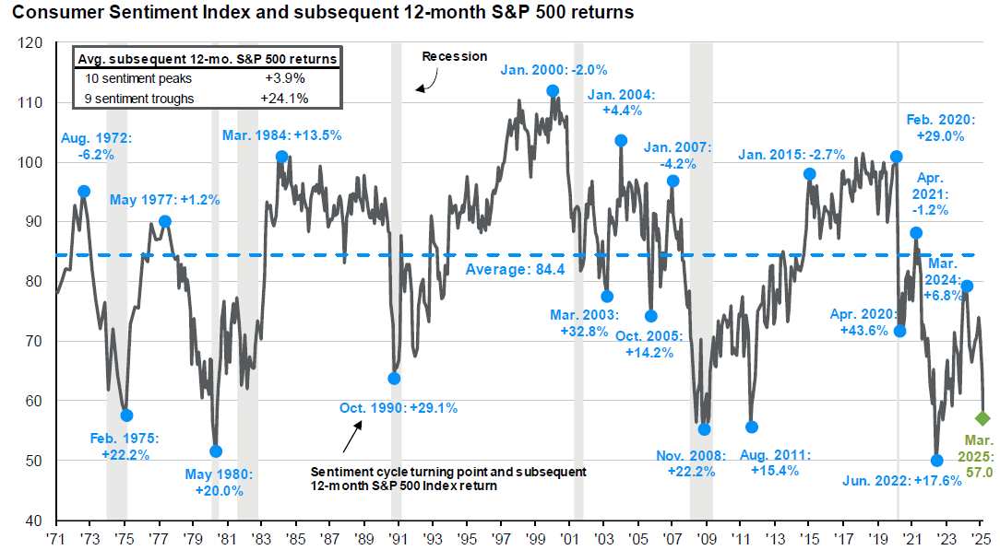 Consumer Sentiment Index and subsequent 12-month S&P 500 returns
120
110
100
90
80
70
60
50
40
Avg. subsequent 12-mo. S&P 500 returns
10 sentiment peaks +3.9%
9 sentiment troughs +24.1%
Recession
Aug. 1972:
-6.2%
May 1977: +1.2%
Mar. 1984: +13.5%
Jan. 2000: -2.0%
Jan. 2004:
+4.4%
Jan. 2007:
-4.2%
Jan. 2015: -2.7%
Feb. 2020:
+29.0%
Apr.
2021:
-1.2%
Mar.
2024:
+6.8%
Average: 84.4
Feb. 1975:
+22.2%
May 1980:
+20.0%
Oct. 1990: +29.1%
Mar. 2003:
+32.8%
Oct. 2005:
+14.2%
Nov. 2008:
+22.2%
Aug. 2011:
+15.4%
Apr. 2020:
+43.6%
Jun. 2022: +17.6%
Mar.
2025:
57.0
Sentiment cycle turning point and subsequent
12-month S&P 500 Index return
'71 '73 '75 '77 '79 '81 '83 '85 '87 '89 '91 '93 '95 '97 '99 '01 '03 '05 '07 '09 '11 '13 '15 '17 '19 '21 '23 '25